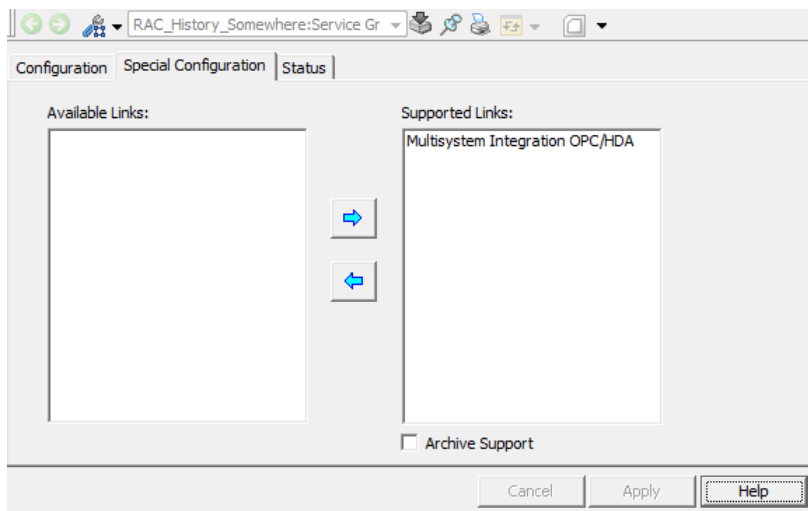 RAC_History_Somewhere:Service Gr
Configuration Special Configuration Status
Available Links: Supported Links:
Multisystem Integration OPC/HDA
Archive Support
Cancel Apply Help